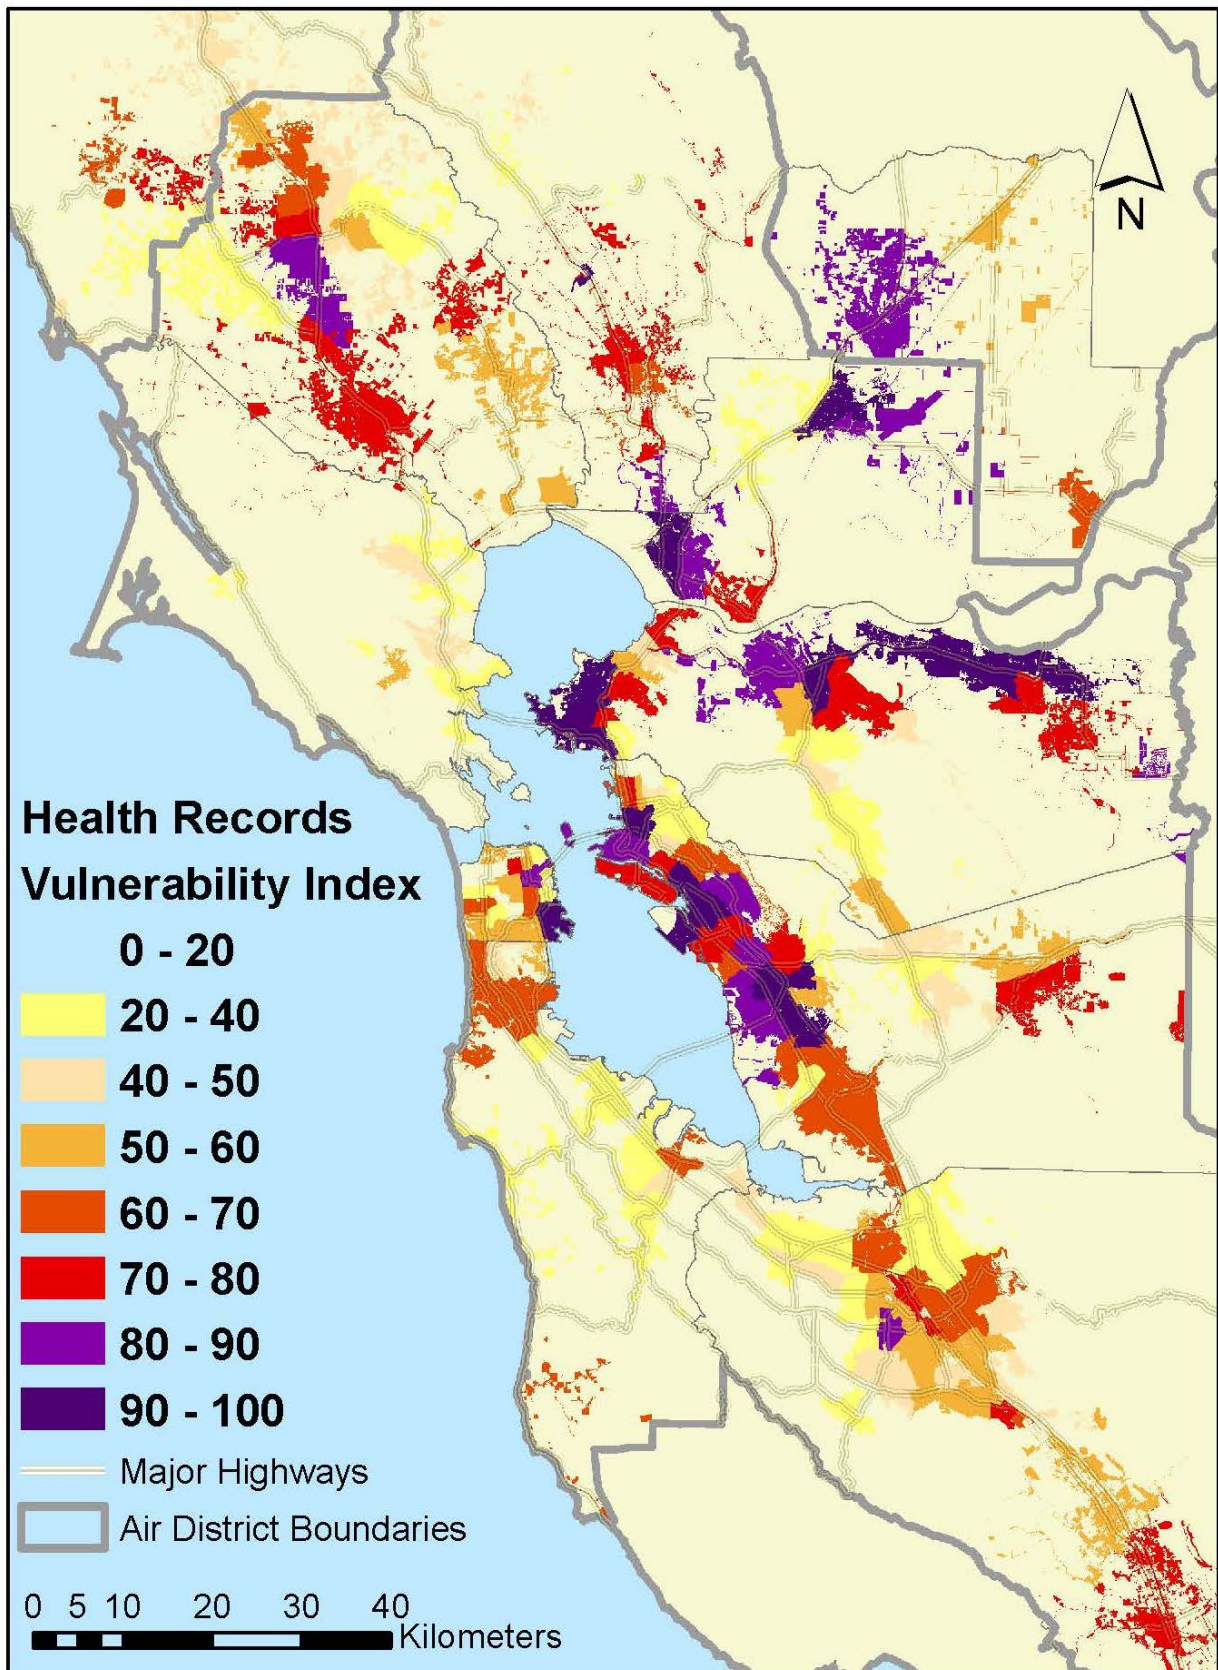 N
Health Records
Vulnerability Index
0 - 20
20 - 40
40 - 50
50 - 60
60 - 70
70 - 80
80 - 90
90 - 100
Major Highways
Air District Boundaries
0 5 10 20 30 40
Kilometers